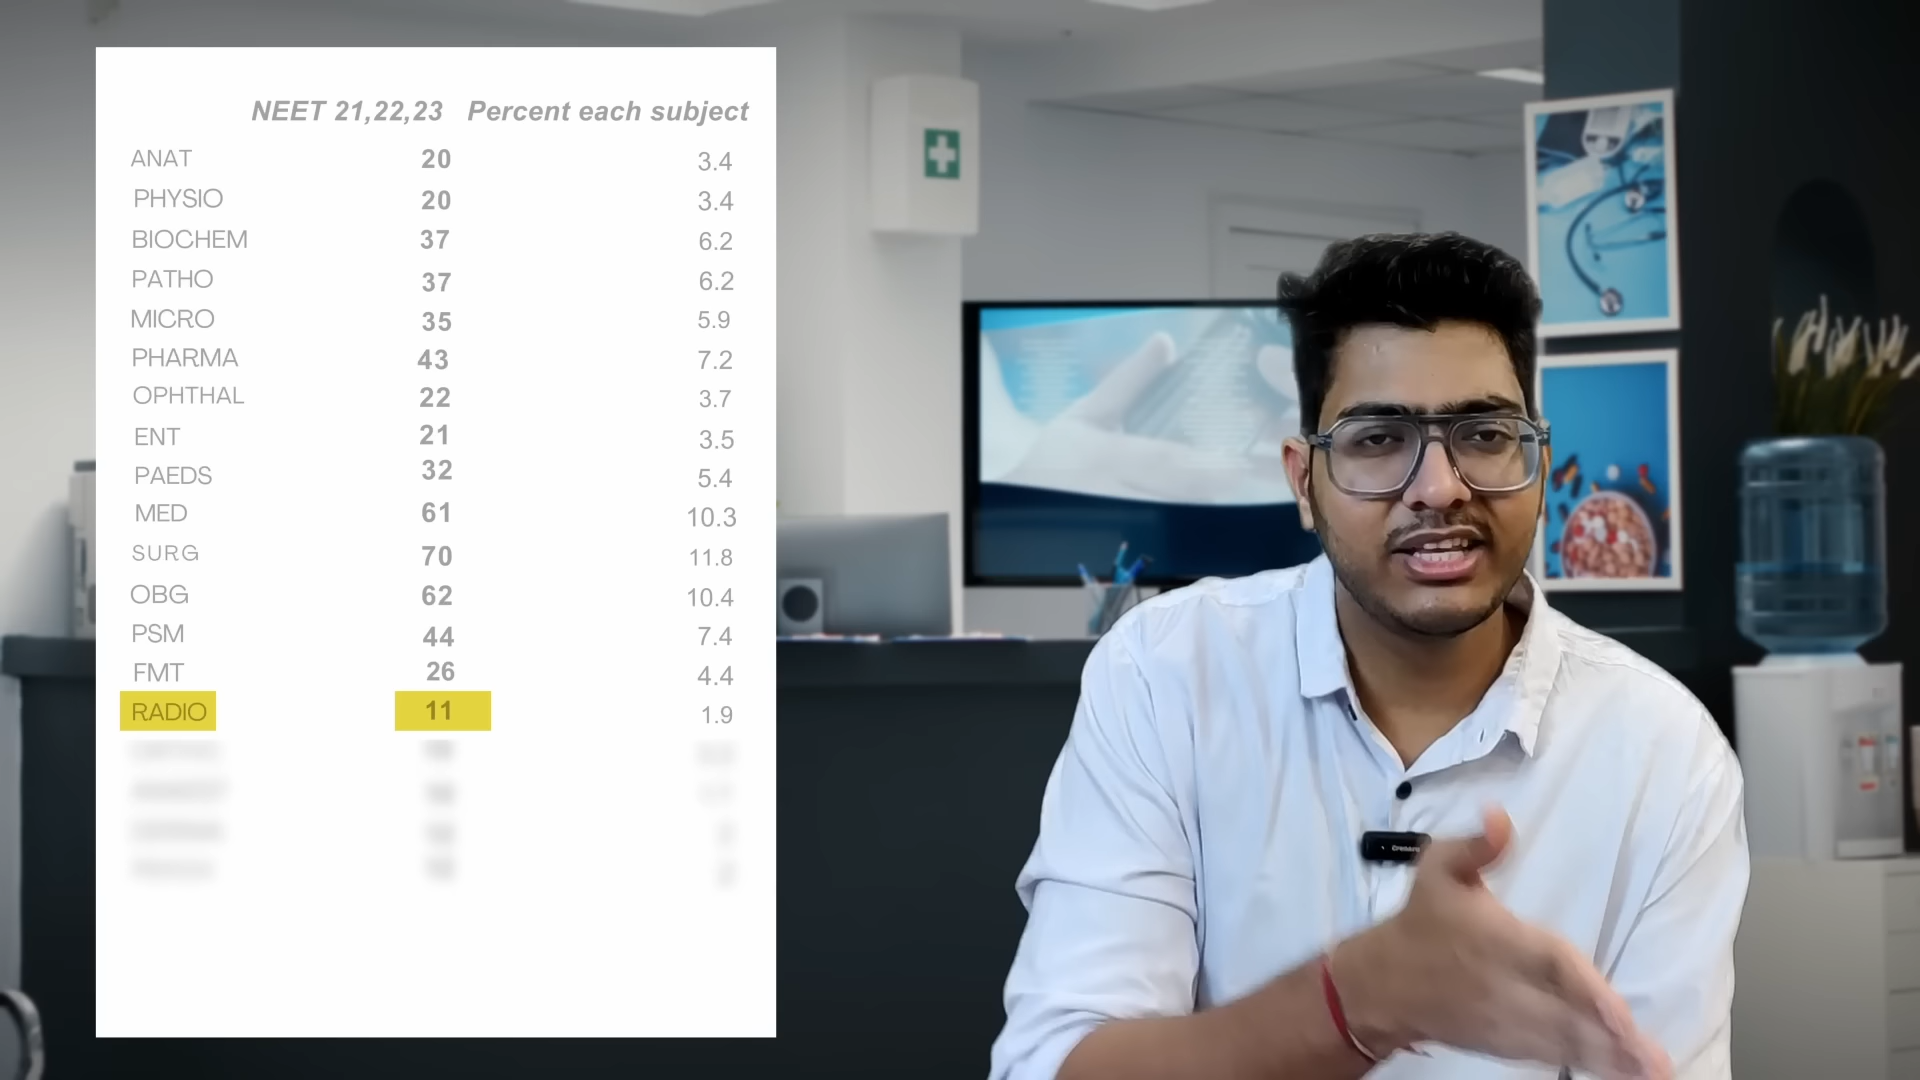 NEET 21,22,23 Percent each subject
ANAT 20 3.4
PHYSIO 20 3.4
BIOCHEM 37 6.2
PATHO 37 6.2
MICRO 35 5.9
PHARMA 43 7.2
OPHTHAL 22 3.7
ENT 21 3.5
PAEDS 32 5.4
MED 61 10.3
SURG 70 11.8
OBG 62 10.4
PSM 44 7.4
FMT 26 4.4
RADIO 11 1.9